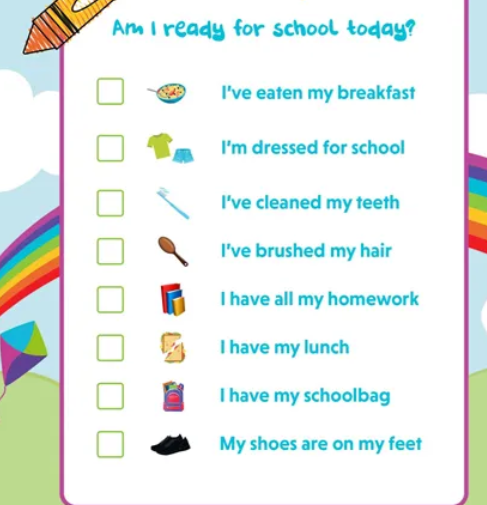 Am I ready for school today?
I've eaten my breakfast
I'm dressed for school
I've cleaned my teeth
I've brushed my hair
I have all my homework
I have my lunch
I have my schoolbag
My shoes are on my feet